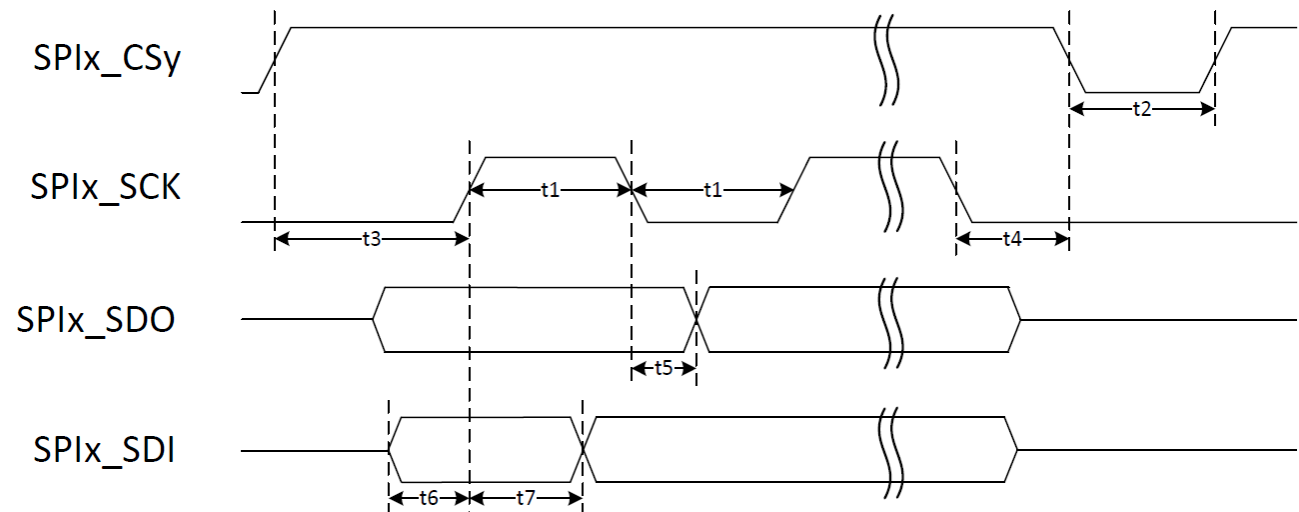 SPIx_CSy
t2
SPIx_SCK
t1 t1
t3 t4
SPIx_SDO
t5
SPIx_SDI
t6 t7